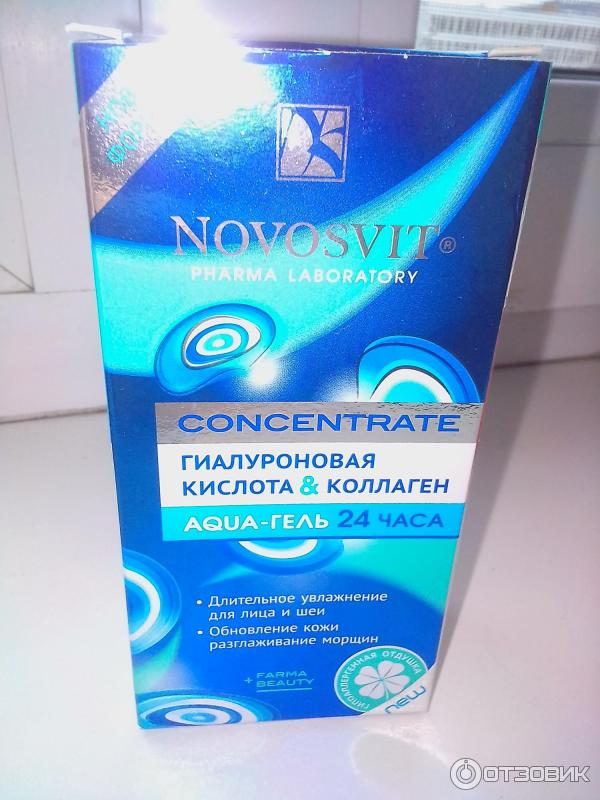 NOVOSVIT®
PHARMA LABORATORY
CONCENTRATE
ГИАЛУРОНОВАЯ
КИСЛОТА & КОЛЛАГЕН
AQUA-ГЕЛЬ 24 ЧАСА
• Длительное увлажнение
для лица и шеи
• Обновление кожи
разглаживание морщин
+ FARMA
BEAUTY
ГИПОАЛЛЕРГЕННАЯ ОТДУШКА
new
ОТЗОВИК